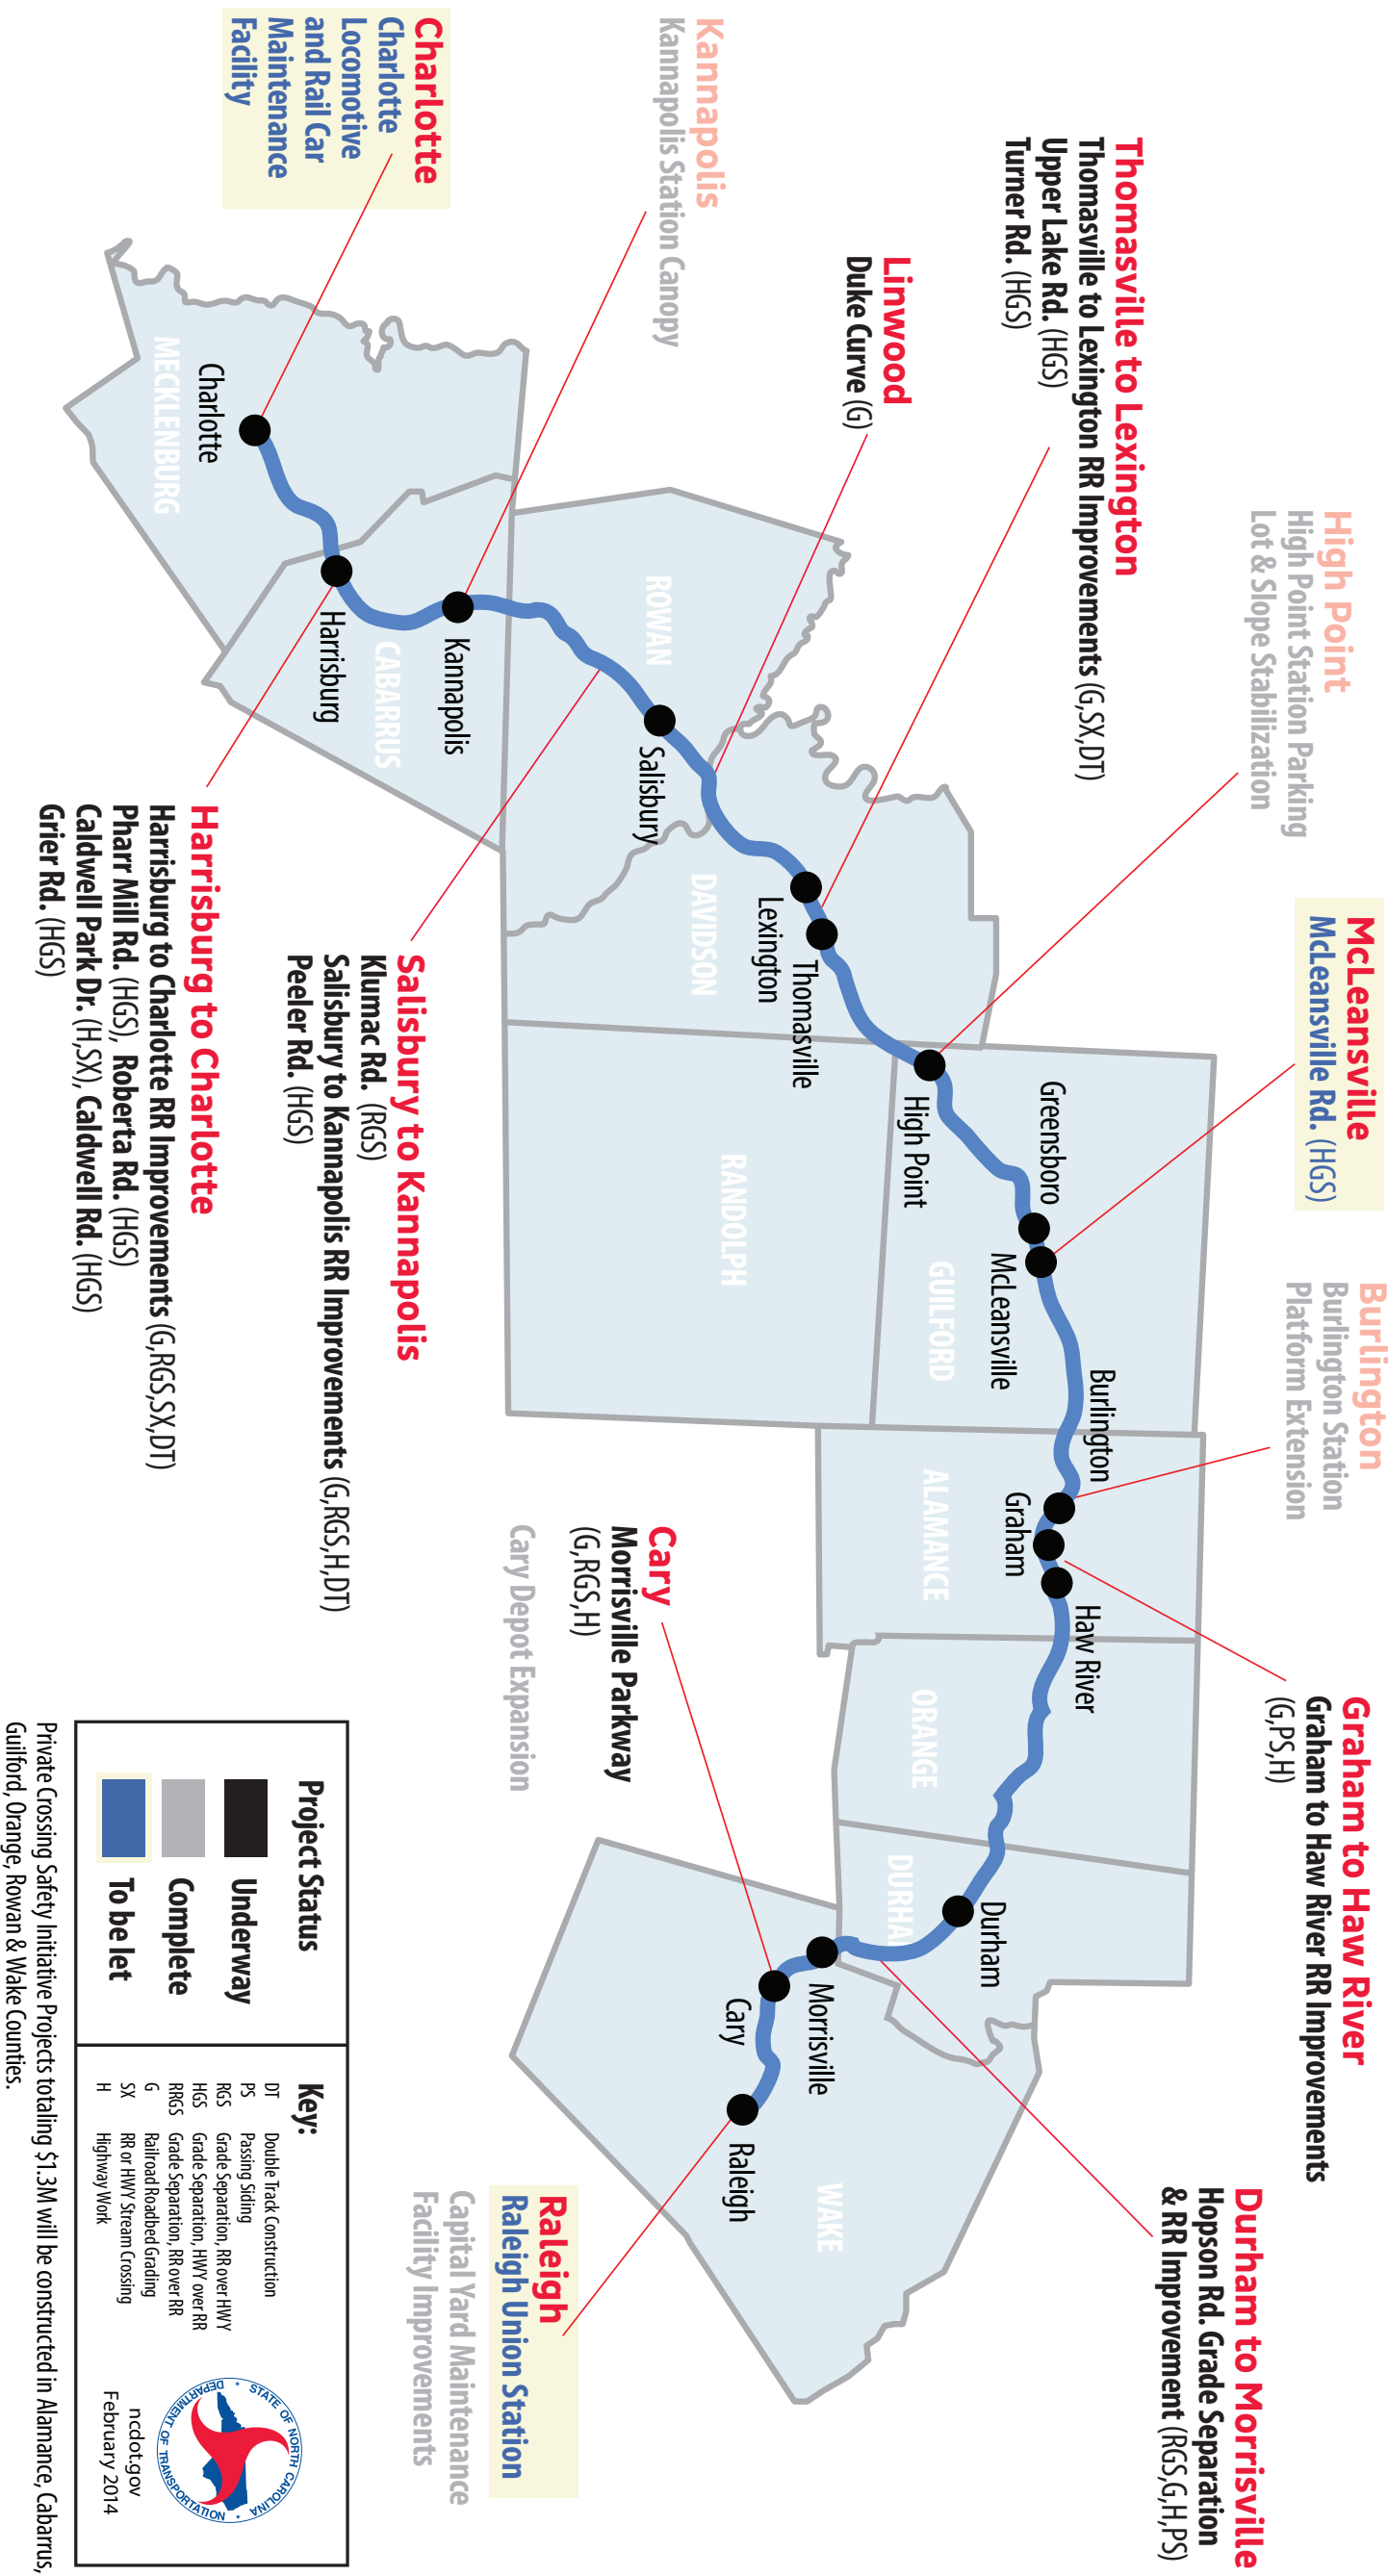 McLeansville
McLeansville Rd. (HGS)
Burlington
Burlington Station
Platform Extension
Graham to Haw River
Graham to Haw River RR Improvements
(G,PS,H)
High Point
High Point Station Parking
Lot & Slope Stabilization
Durham to Morrisville
Hopson Rd. Grade Separation
& RR Improvement (RGS,G,H,PS)
Thomasville to Lexington
Thomasville to Lexington RR Improvements (G,SX,DT)
Upper Lake Rd. (HGS)
Turner Rd. (HGS)
Linwood
Duke Curve (G)
Kannapolis
Kannapolis Station Canopy
Charlotte
Charlotte
Locomotive
and Rail Car
Maintenance
Facility
Burlington
Haw River
Greensboro
McLeansville
Graham
Durham
High Point
GUILFORD
ALAMANCE
ORANGE
DURHA
Morrisville
Thomasville
Lexington
Cary
Raleigh
WAKE
DAVIDSON
RANDOLPH
ROWAN
Salisbury
Kannapolis
CABARRUS
Harrisburg
Charlotte
MECKLENBURG
Cary
Morrisville Parkway
(G,RGS,H)
Cary Depot Expansion
Raleigh
Raleigh Union Station
Capital Yard Maintenance
Facility Improvements
Salisbury to Kannapolis
Klumac Rd. (RGS)
Salisbury to Kannapolis RR Improvements (G,RGS,H,DT)
Peeler Rd. (HGS)
Harrisburg to Charlotte
Harrisburg to Charlotte RR Improvements (G,RGS,SX,DT)
Pharr Mill Rd. (HGS), Roberta Rd. (HGS)
Caldwell Park Dr. (H,SX), Caldwell Rd. (HGS)
Grier Rd. (HGS)
Project Status
Underway
Complete
To be let
Key:
DT Double Track Construction
PS Passing Siding
RGS Grade Separation, RR over HWY
HGS Grade Separation, HWY over RR
RRGS Grade Separation, RR over RR
G Railroad Roadbed Grading
SX RR or HWY Stream Crossing
H Highway Work
STATE OF NORTH CAROLINA
DEPARTMENT OF TRANSPORTATION
ncdot.gov
February 2014
Private Crossing Safety Initiative Projects totaling $1.3M will be constructed in Alamance, Cabarrus,
Guilford, Orange, Rowan & Wake Counties.